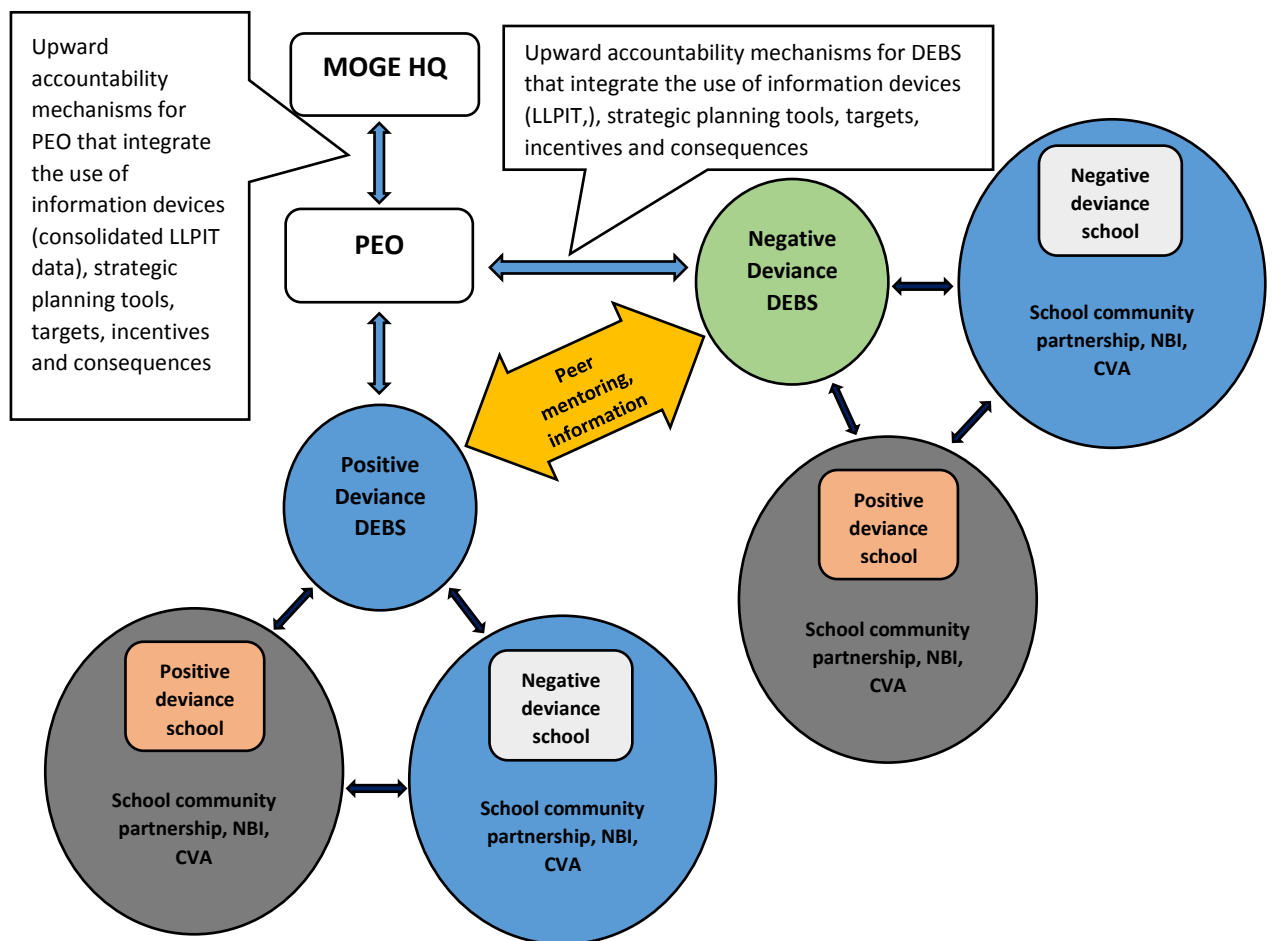 Upward
accountability
mechanisms for
PEO that integrate
the use of
information devices
(consolidated LLPIT
data), strategic
planning tools,
targets, incentives
and consequences
MOGE HQ
Upward accountability mechanisms for DEBS
that integrate the use of information devices
(LLPIT,), strategic planning tools, targets,
incentives and consequences
PEO
Negative
Deviance
DEBS
Negative
deviance
school
School community
partnership, NBI,
CVA
Peer
mentoring,
information
Positive
Deviance
DEBS
Positive
deviance
school
School community
partnership, NBI,
CVA
Positive
deviance
school
School community
partnership, NBI,
CVA
Negative
deviance
school
School community
partnership, NBI,
CVA